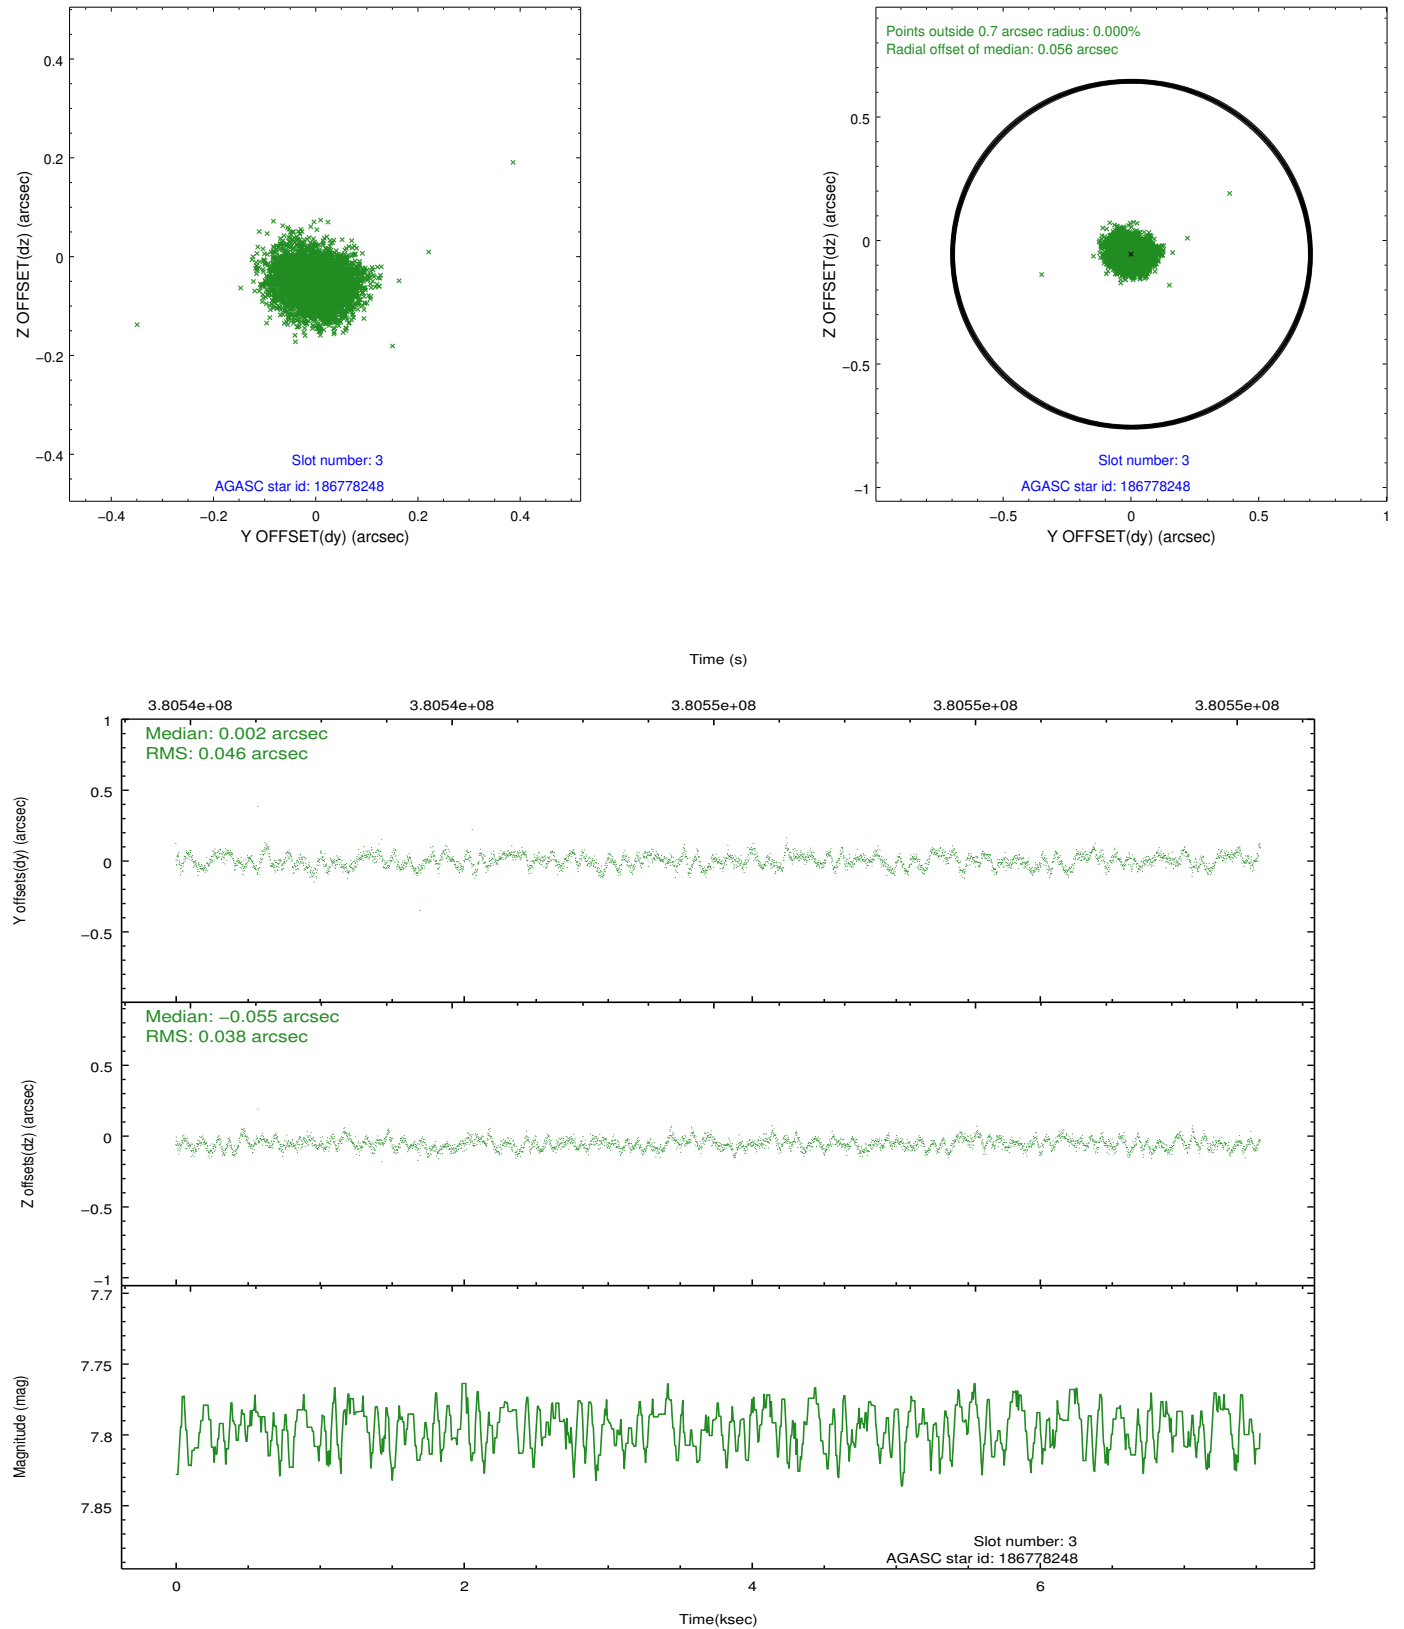 0.4
0.2
0
−0.2
−0.4
Z OFFSET(dz) (arcsec)
Slot number: 3
AGASC star id: 186778248
−0.4 −0.2 0 0.2 0.4
Y OFFSET(dy) (arcsec)
Points outside 0.7 arcsec radius: 0.000%
Radial offset of median: 0.056 arcsec
0.5
0
−0.5
−1
Z OFFSET(dz) (arcsec)
Slot number: 3
AGASC star id: 186778248
−0.5 0 0.5 1
Y OFFSET(dy) (arcsec)
Time (s)
3.8054e+08 3.8054e+08 3.8055e+08 3.8055e+08 3.8055e+08
Median: 0.002 arcsec
RMS: 0.046 arcsec
1
0.5
0
−0.5
Y offsets(dy) (arcsec)
Median: −0.055 arcsec
RMS: 0.038 arcsec
0.5
0
−0.5
−1
Z offsets(dz) (arcsec)
7.7
7.75
7.8
7.85
Magnitude (mag)
Slot number: 3
AGASC star id: 186778248
0 2 4 6
Time(ksec)